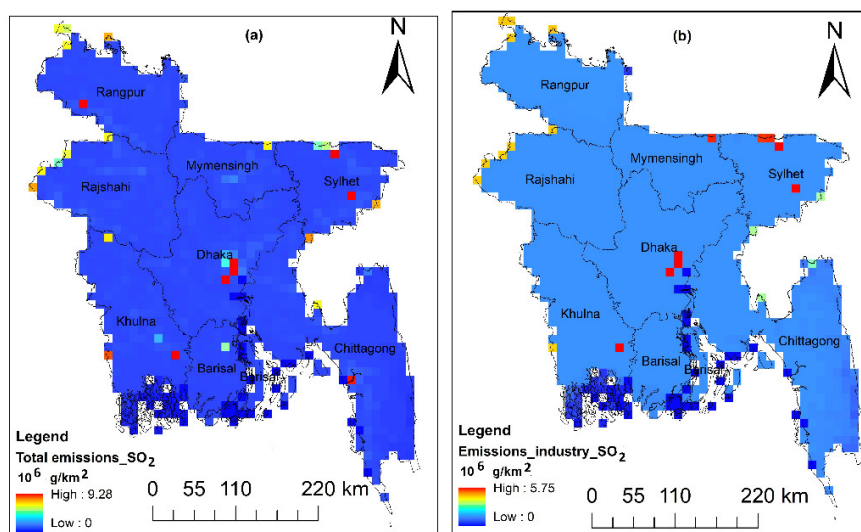 (a)
N
Rangpur
Rajshahi
Mymensingh
Sylhet
Dhaka
Khulna
Barisal
Barisal
Chittagong
Legend
Total emissions_SO2
10^6 g/km2
High : 9.28
Low : 0
0 55 110 220 km
(b)
N
Rangpur
Rajshahi
Mymensingh
Sylhet
Dhaka
Khulna
Barisal
Barisal
Chittagong
Legend
Emissions_industry_SO2
10^6 g/km2
High : 5.75
Low : 0
0 55 110 220 km